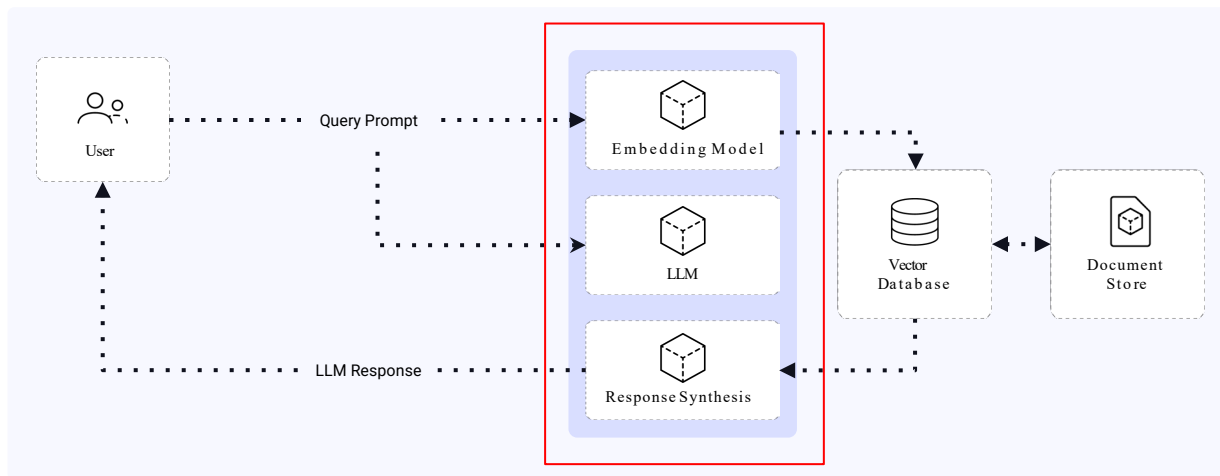 User
Query Prompt
Embedding Model
LLM
Vector
Database
Document
Store
LLM Response
Response Synthesis